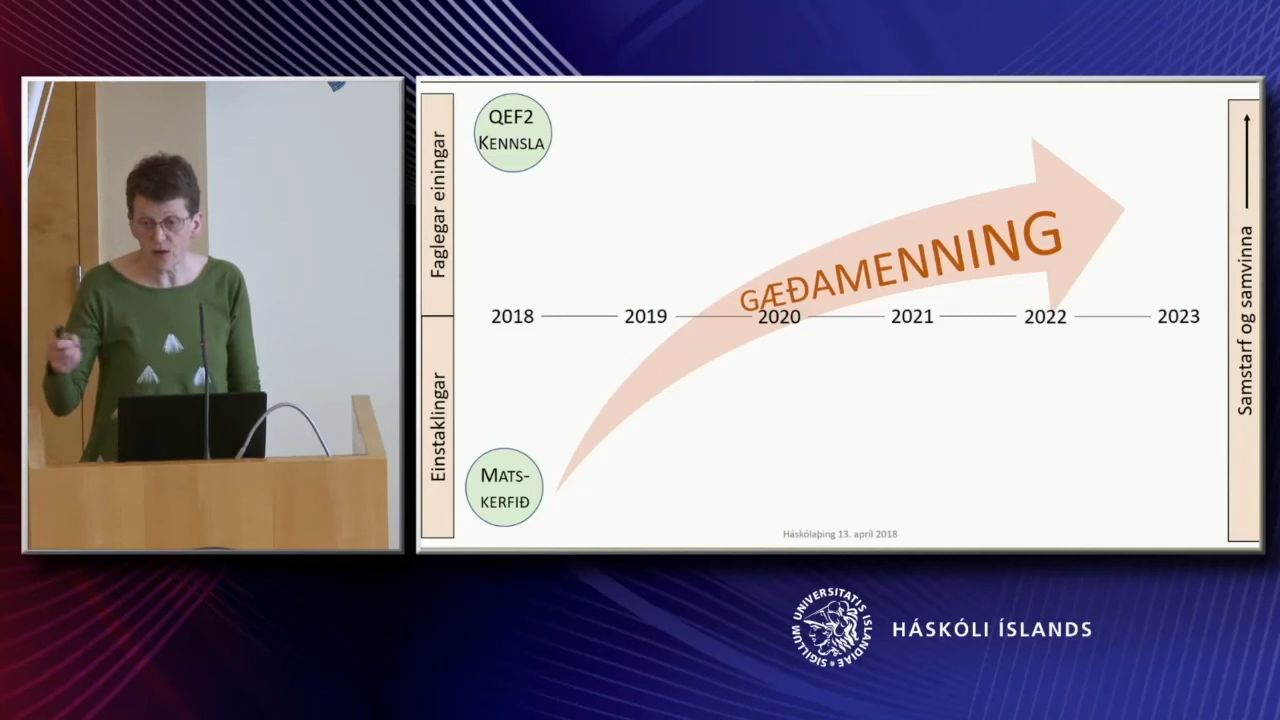 QEF2
KENNSLA
Faglegar einingar
GÆÐAMENNING
2018
2019
2020
2021
2022
2023
Samstarf og samvinna
Einstaklingar
MATS-
KERFIÐ
Háskólaþing 13. apríl 2018
SIGILLUM UNIVERSITATIS ISLANDIAE
HÁSKÓLI ÍSLANDS